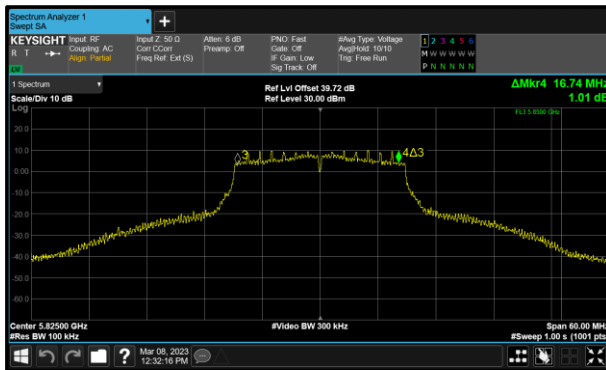 Spectrum Analyzer 1
Swept SA
+
KEYSIGHT
R T
Input: RF
Coupling: AC
Align: Partial
Input Z: 50 Ω
Corr CCorr
Freq Ref: Ext (S)
Atten: 6 dB
Preamp: Off
PNO: Fast
Gate: Off
IF Gain: Low
Sig Track: Off
#Avg Type: Voltage
Avg|Hold: 10/10
Trig: Free Run
1 2 3 4 5 6
M W W W W W
P N N N N N
1 Spectrum
Scale/Div 10 dB
Ref Lvl Offset 39.72 dB
Ref Level 30.00 dBm
ΔMkr4 16.74 MHz
1.01 dB
Log
FL3 5.8500 GHz
20.0
10.0
3
4Δ3
0.00
-10.0
-20.0
-30.0
-40.0
-50.0
-60.0
Center 5.82500 GHz
#Video BW 300 kHz
Span 60.00 MHz
#Res BW 100 kHz
#Sweep 1.00 s (1001 pts)
?
Mar 08, 2023
12:32:16 PM